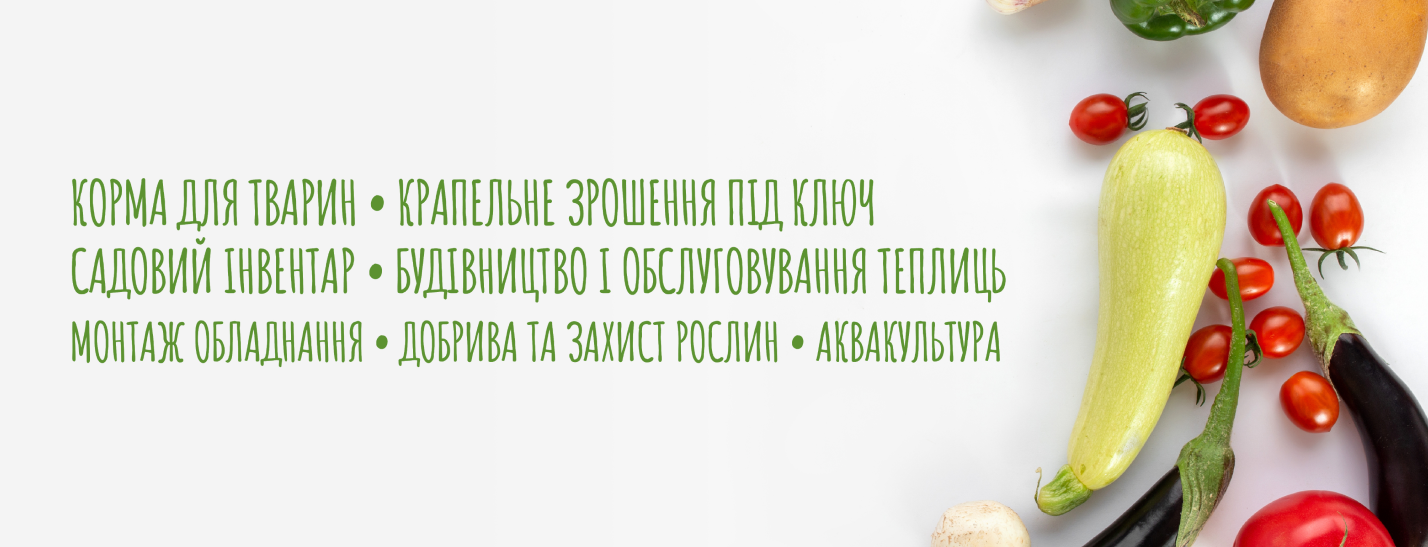 КОРМА ДЛЯ ТВАРИН • КРАПЕЛЬНЕ ЗРОШЕННЯ ПІД КЛЮЧ
САДОВИЙ ІНВЕНТАР • БУДІВНИЦТВО І ОБСЛУГОВУВАННЯ ТЕПЛИЦЬ
МОНТАЖ ОБЛАДНАННЯ • ДОБРИВА ТА ЗАХИСТ РОСЛИН • АКВАКУЛЬТУРА